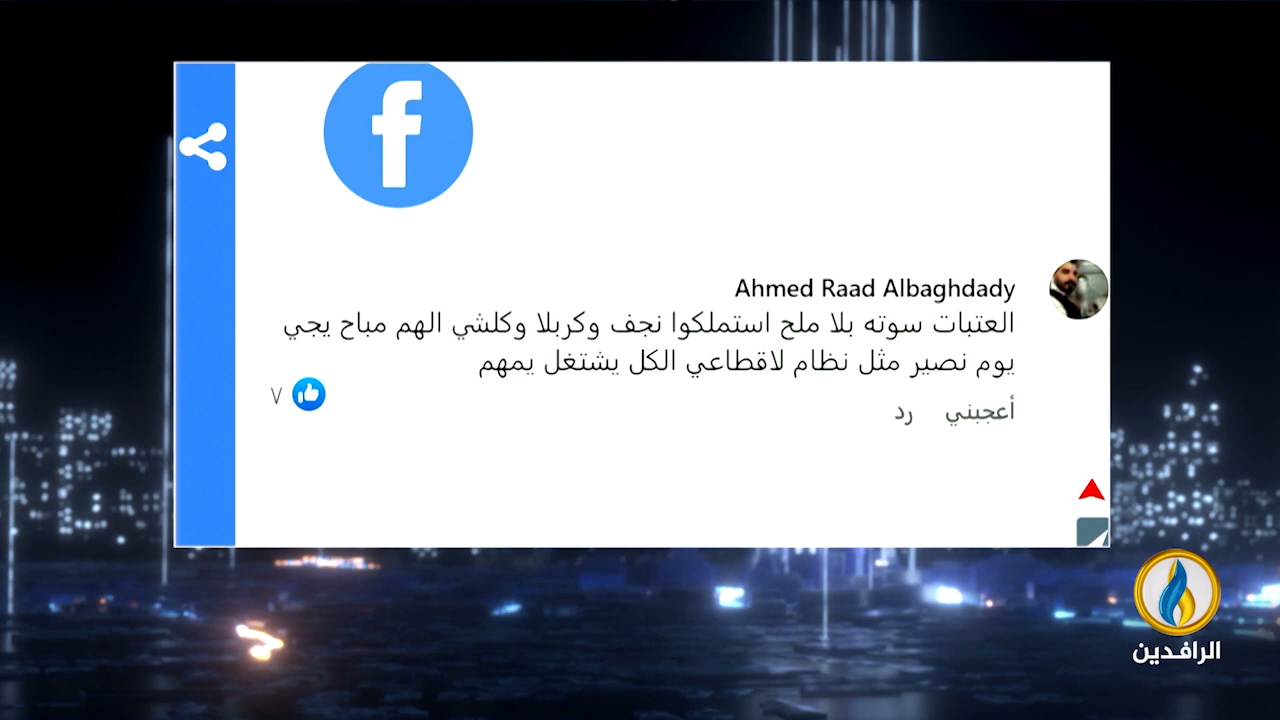 f
Ahmed Raad Albaghdady
العتبات سوته بلا ملح استملكوا نجف وكربلا وكلشي الهم مباح يجي
يوم نصير مثل نظام لاقطاعي الكل يشتغل يمهم
٧
أعجبني رد
الرافدين